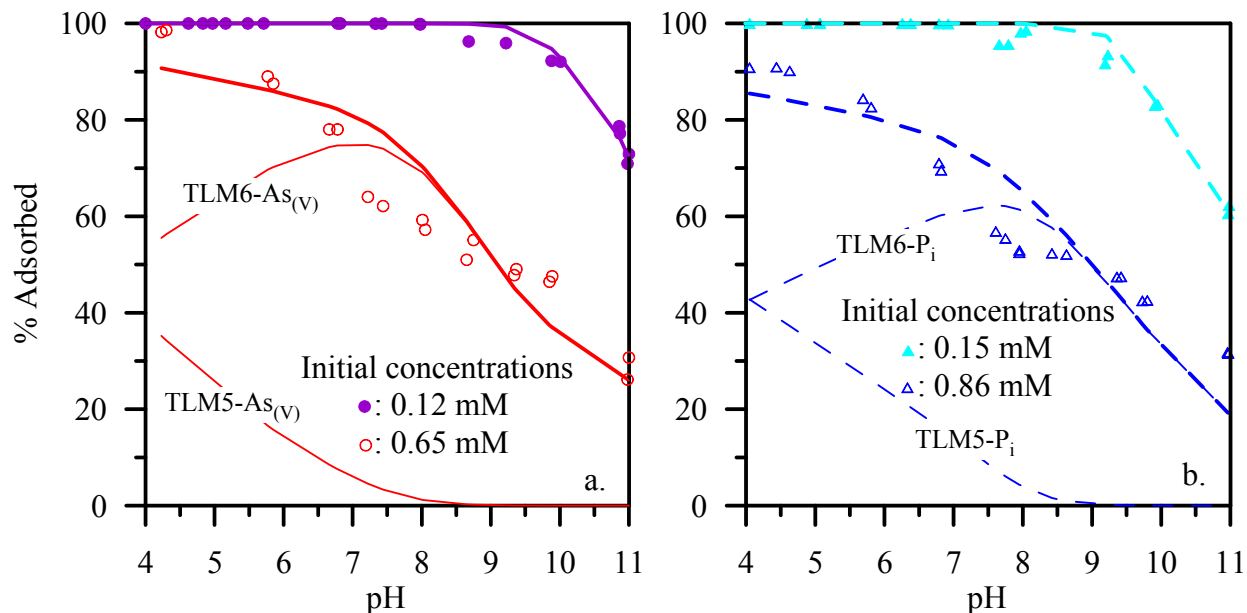 % Adsorbed
100
80
60
40
20
0
TLM6-As(V)
TLM5-As(V)
Initial concentrations
: 0.12 mM
: 0.65 mM
a.
4 5 6 7 8 9 10 11
pH
100
80
60
40
20
0
TLM6-Pi
Initial concentrations
: 0.15 mM
: 0.86 mM
TLM5-Pi
b.
4 5 6 7 8 9 10 11
pH